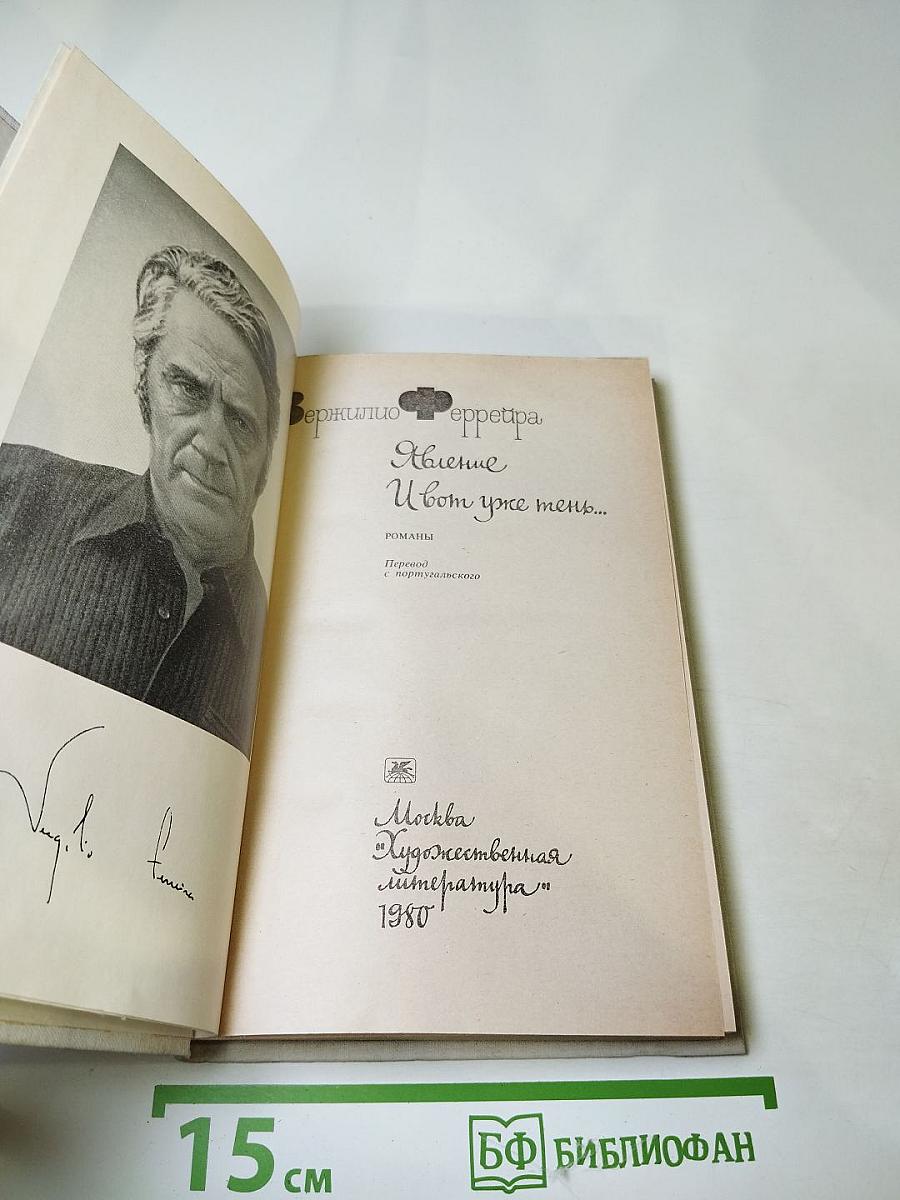 Вержилио Феррейра
Явление
И вот уже тень...
РОМАНЫ
Перевод
с португальского
Москва
"Художественная
литература"
1980
15 см
БФ БИБЛИОФАН